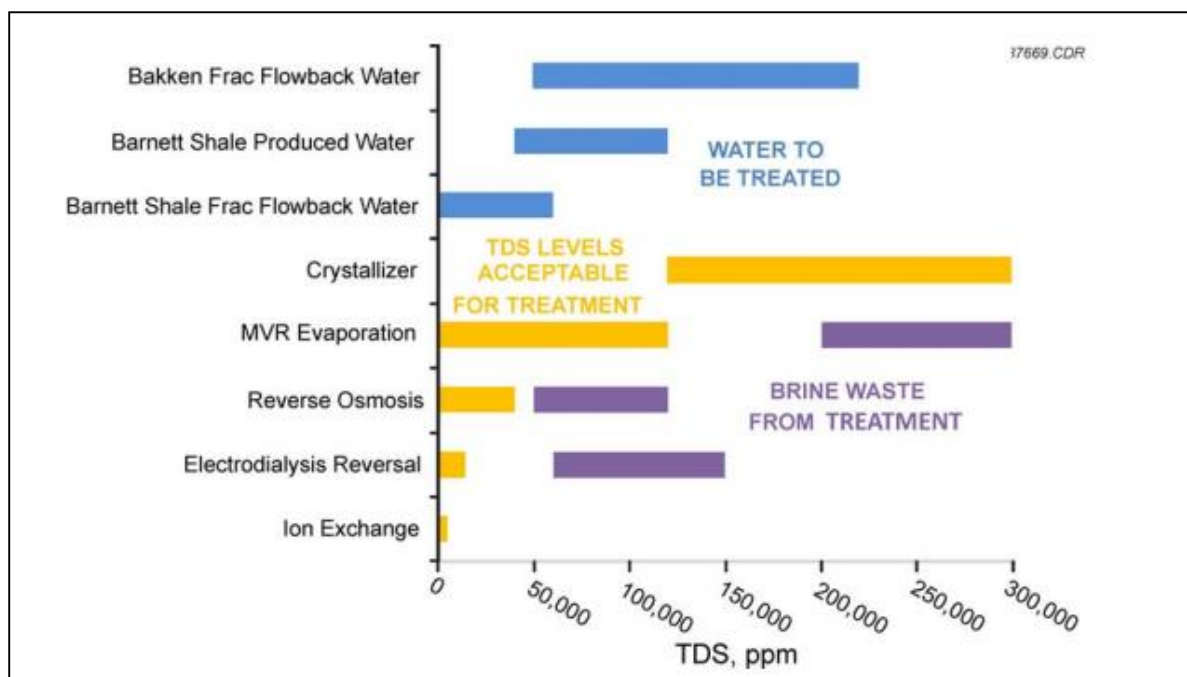 37669.CDR
Bakken Frac Flowback Water
Barnett Shale Produced Water
WATER TO
BE TREATED
Barnett Shale Frac Flowback Water
TDS LEVELS
ACCEPTABLE
FOR TREATMENT
Crystallizer
MVR Evaporation
BRINE WASTE
FROM TREATMENT
Reverse Osmosis
Electrodialysis Reversal
Ion Exchange
0
50,000
100,000
150,000
200,000
250,000
300,000
TDS, ppm